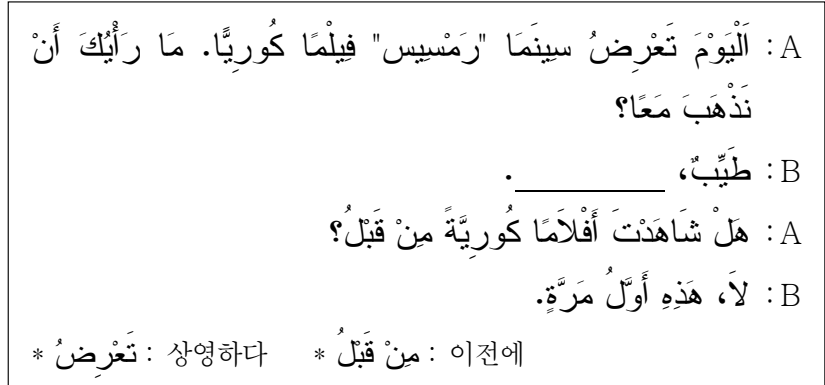 A: اَلْيَوْمَ تَعْرِضُ سِينَمَا "رَمْسِيس" فِيلْمًا كُورِيًّا. مَا رَأْيُكَ أَنْ
نَذْهَبَ مَعًا؟
B: طَيِّبٌ، ________.
A: هَلْ شَاهَدْتَ أَفْلاَمًا كُورِيَّةً مِنْ قَبْلُ؟
B: لاَ، هَذِهِ أَوَّلُ مَرَّةٍ.
* تَعْرِضُ : 상영하다 * مِنْ قَبْلُ : 이전에